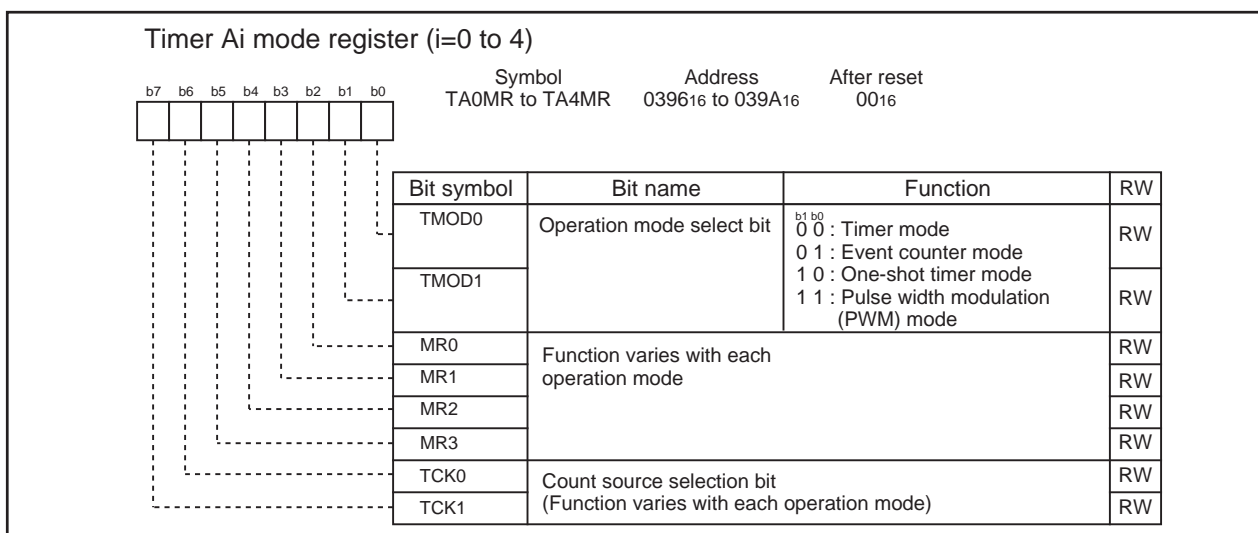 Timer Ai mode register (i=0 to 4)
Symbol Address After reset
TA0MR to TA4MR 039616 to 039A16 0016
b7 b6 b5 b4 b3 b2 b1 b0
Bit symbol Bit name Function RW
TMOD0 Operation mode select bit b1 b0
0 0 : Timer mode RW
0 1 : Event counter mode
TMOD1 1 0 : One-shot timer mode
1 1 : Pulse width modulation RW
(PWM) mode
MR0 Function varies with each RW
MR1 operation mode RW
MR2 RW
MR3 RW
TCK0 Count source selection bit RW
TCK1 (Function varies with each operation mode) RW